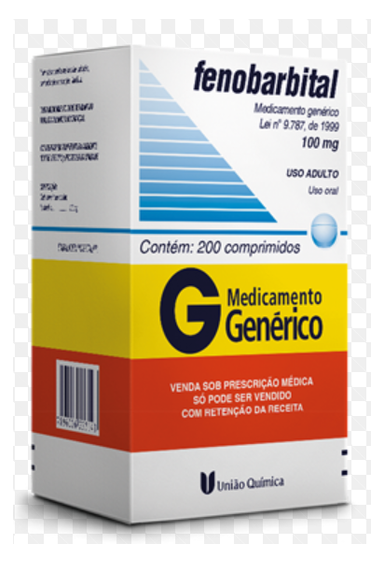 fenobarbital
Medicamento genérico
Lei n° 9.787, de 1999
100 mg
USO ADULTO
Uso oral
Contém: 200 comprimidos
G Medicamento
Genérico
VENDA SOB PRESCRIÇÃO MÉDICA
SÓ PODE SER VENDIDO
COM RETENÇÃO DA RECEITA
União Química